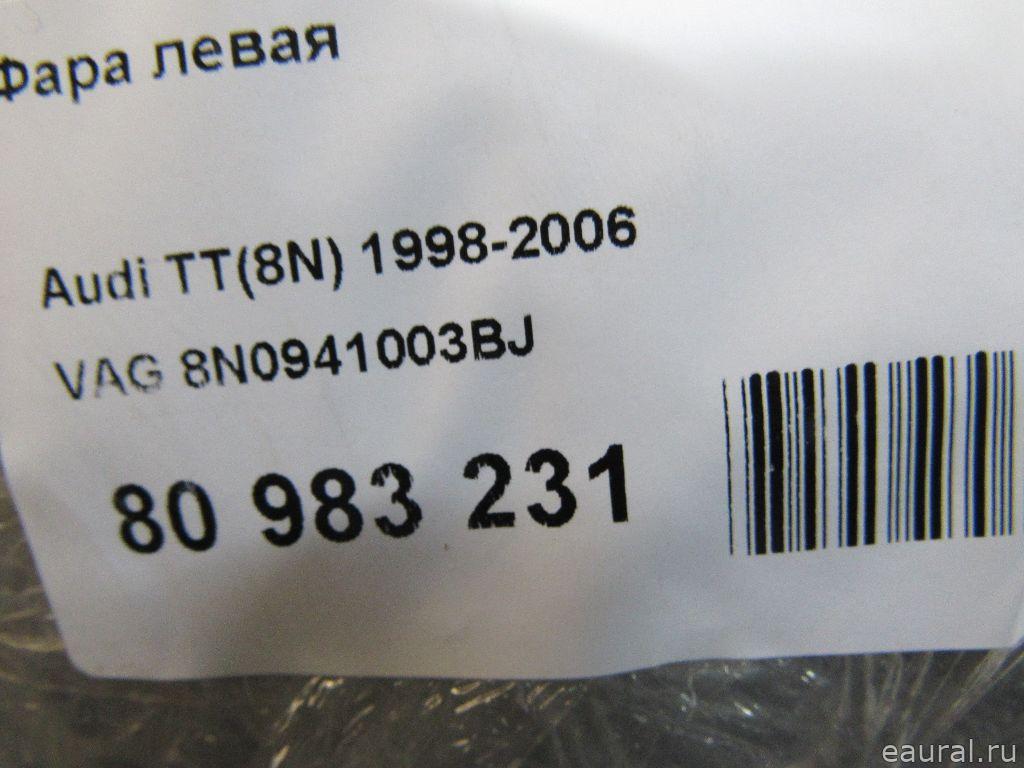 Фара левая
Audi TT(8N) 1998-2006
VAG 8N0941003BJ
80 983 231
eaural.ru